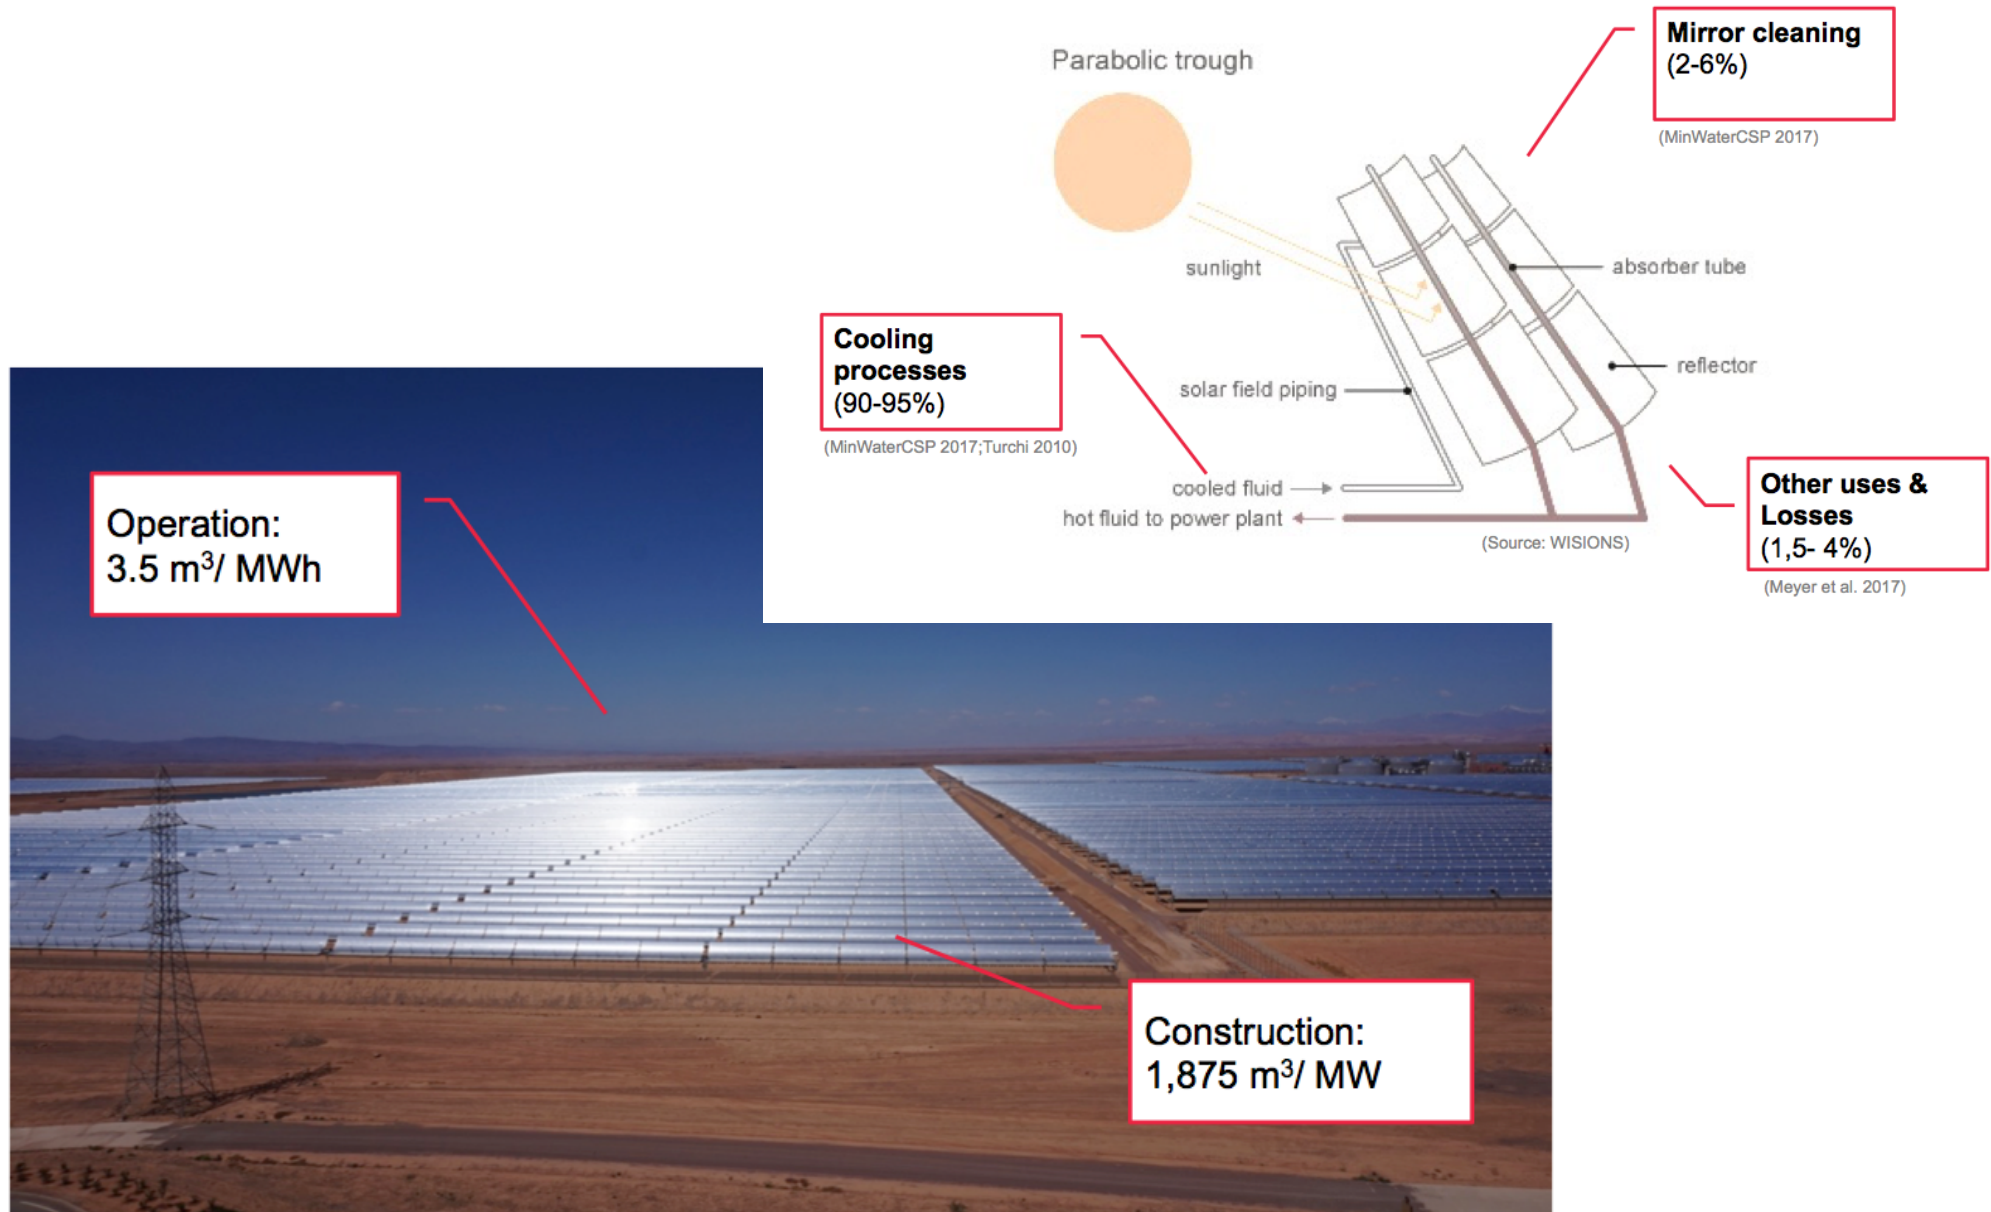 Mirror cleaning
(2-6%)
(MinWaterCSP 2017)
Parabolic trough
sunlight
absorber tube
reflector
Cooling
processes
(90-95%)
(MinWaterCSP 2017;Turchi 2010)
solar field piping
cooled fluid
hot fluid to power plant
(Source: WISIONS)
Other uses &
Losses
(1,5- 4%)
(Meyer et al. 2017)
Operation:
3.5 m³/ MWh
Construction:
1,875 m³/ MW